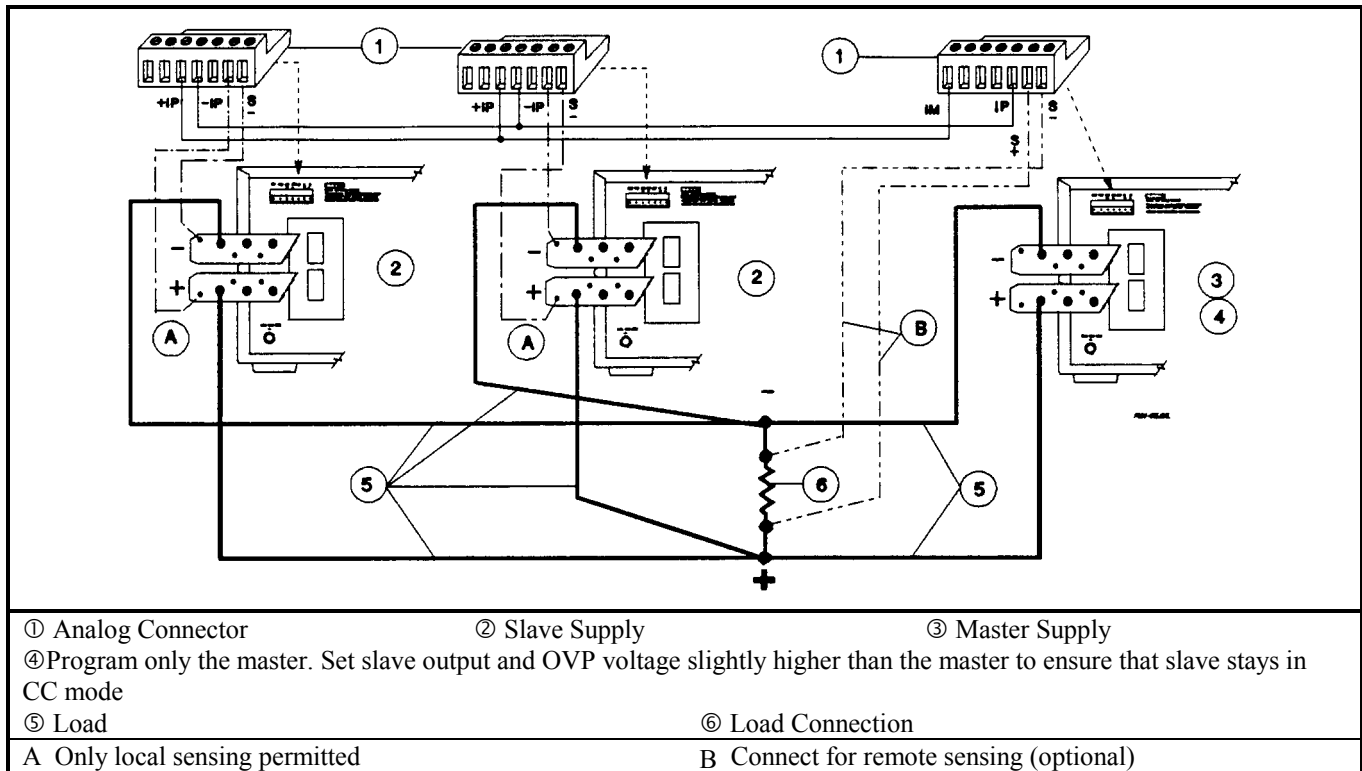 1
1
1
+IP -IP S -
+IP -IP S -
IM IP S + S -
-
+
2
A
-
+
2
A
B
-
+
3
4
-
5
6
5
+
① Analog Connector ② Slave Supply ③ Master Supply
④Program only the master. Set slave output and OVP voltage slightly higher than the master to ensure that slave stays in
CC mode
⑤ Load ⑥ Load Connection
A Only local sensing permitted B Connect for remote sensing (optional)